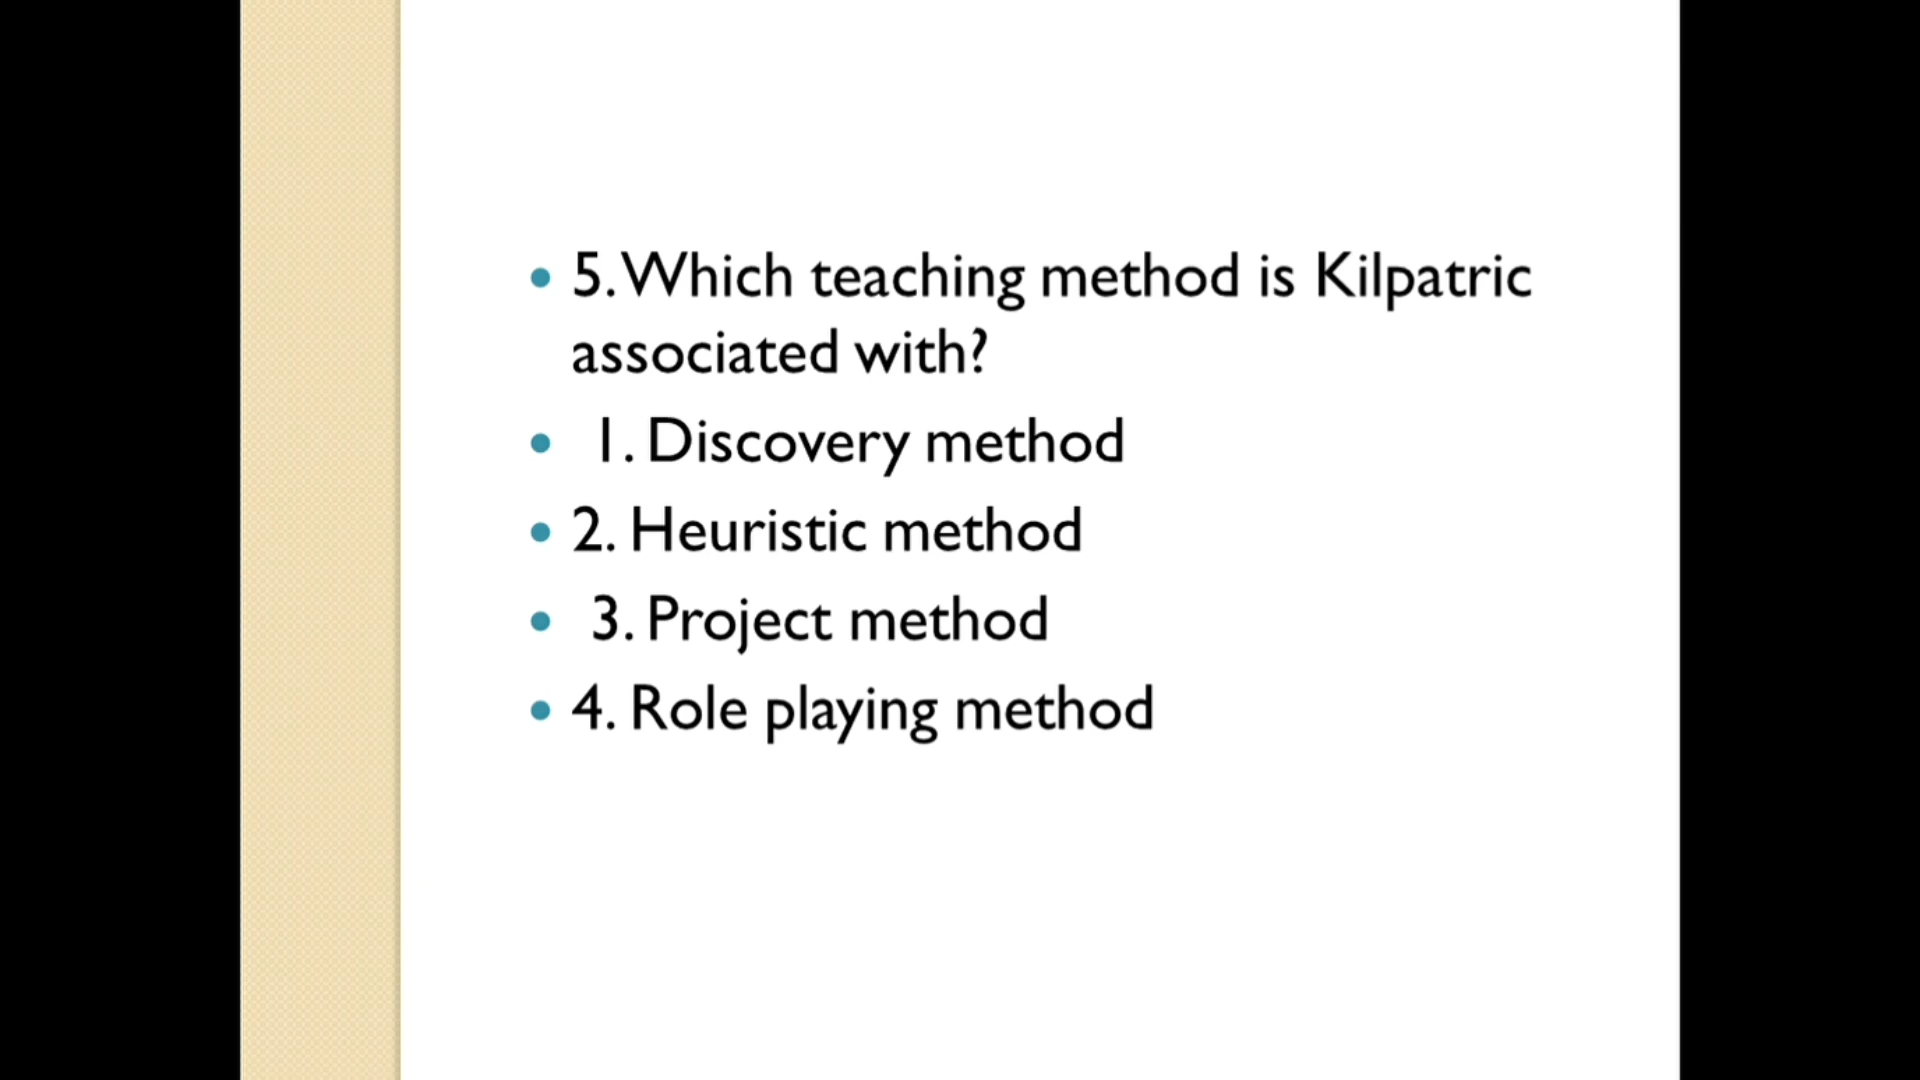 • 5. Which teaching method is Kilpatric
associated with?
• 1. Discovery method
• 2. Heuristic method
• 3. Project method
• 4. Role playing method